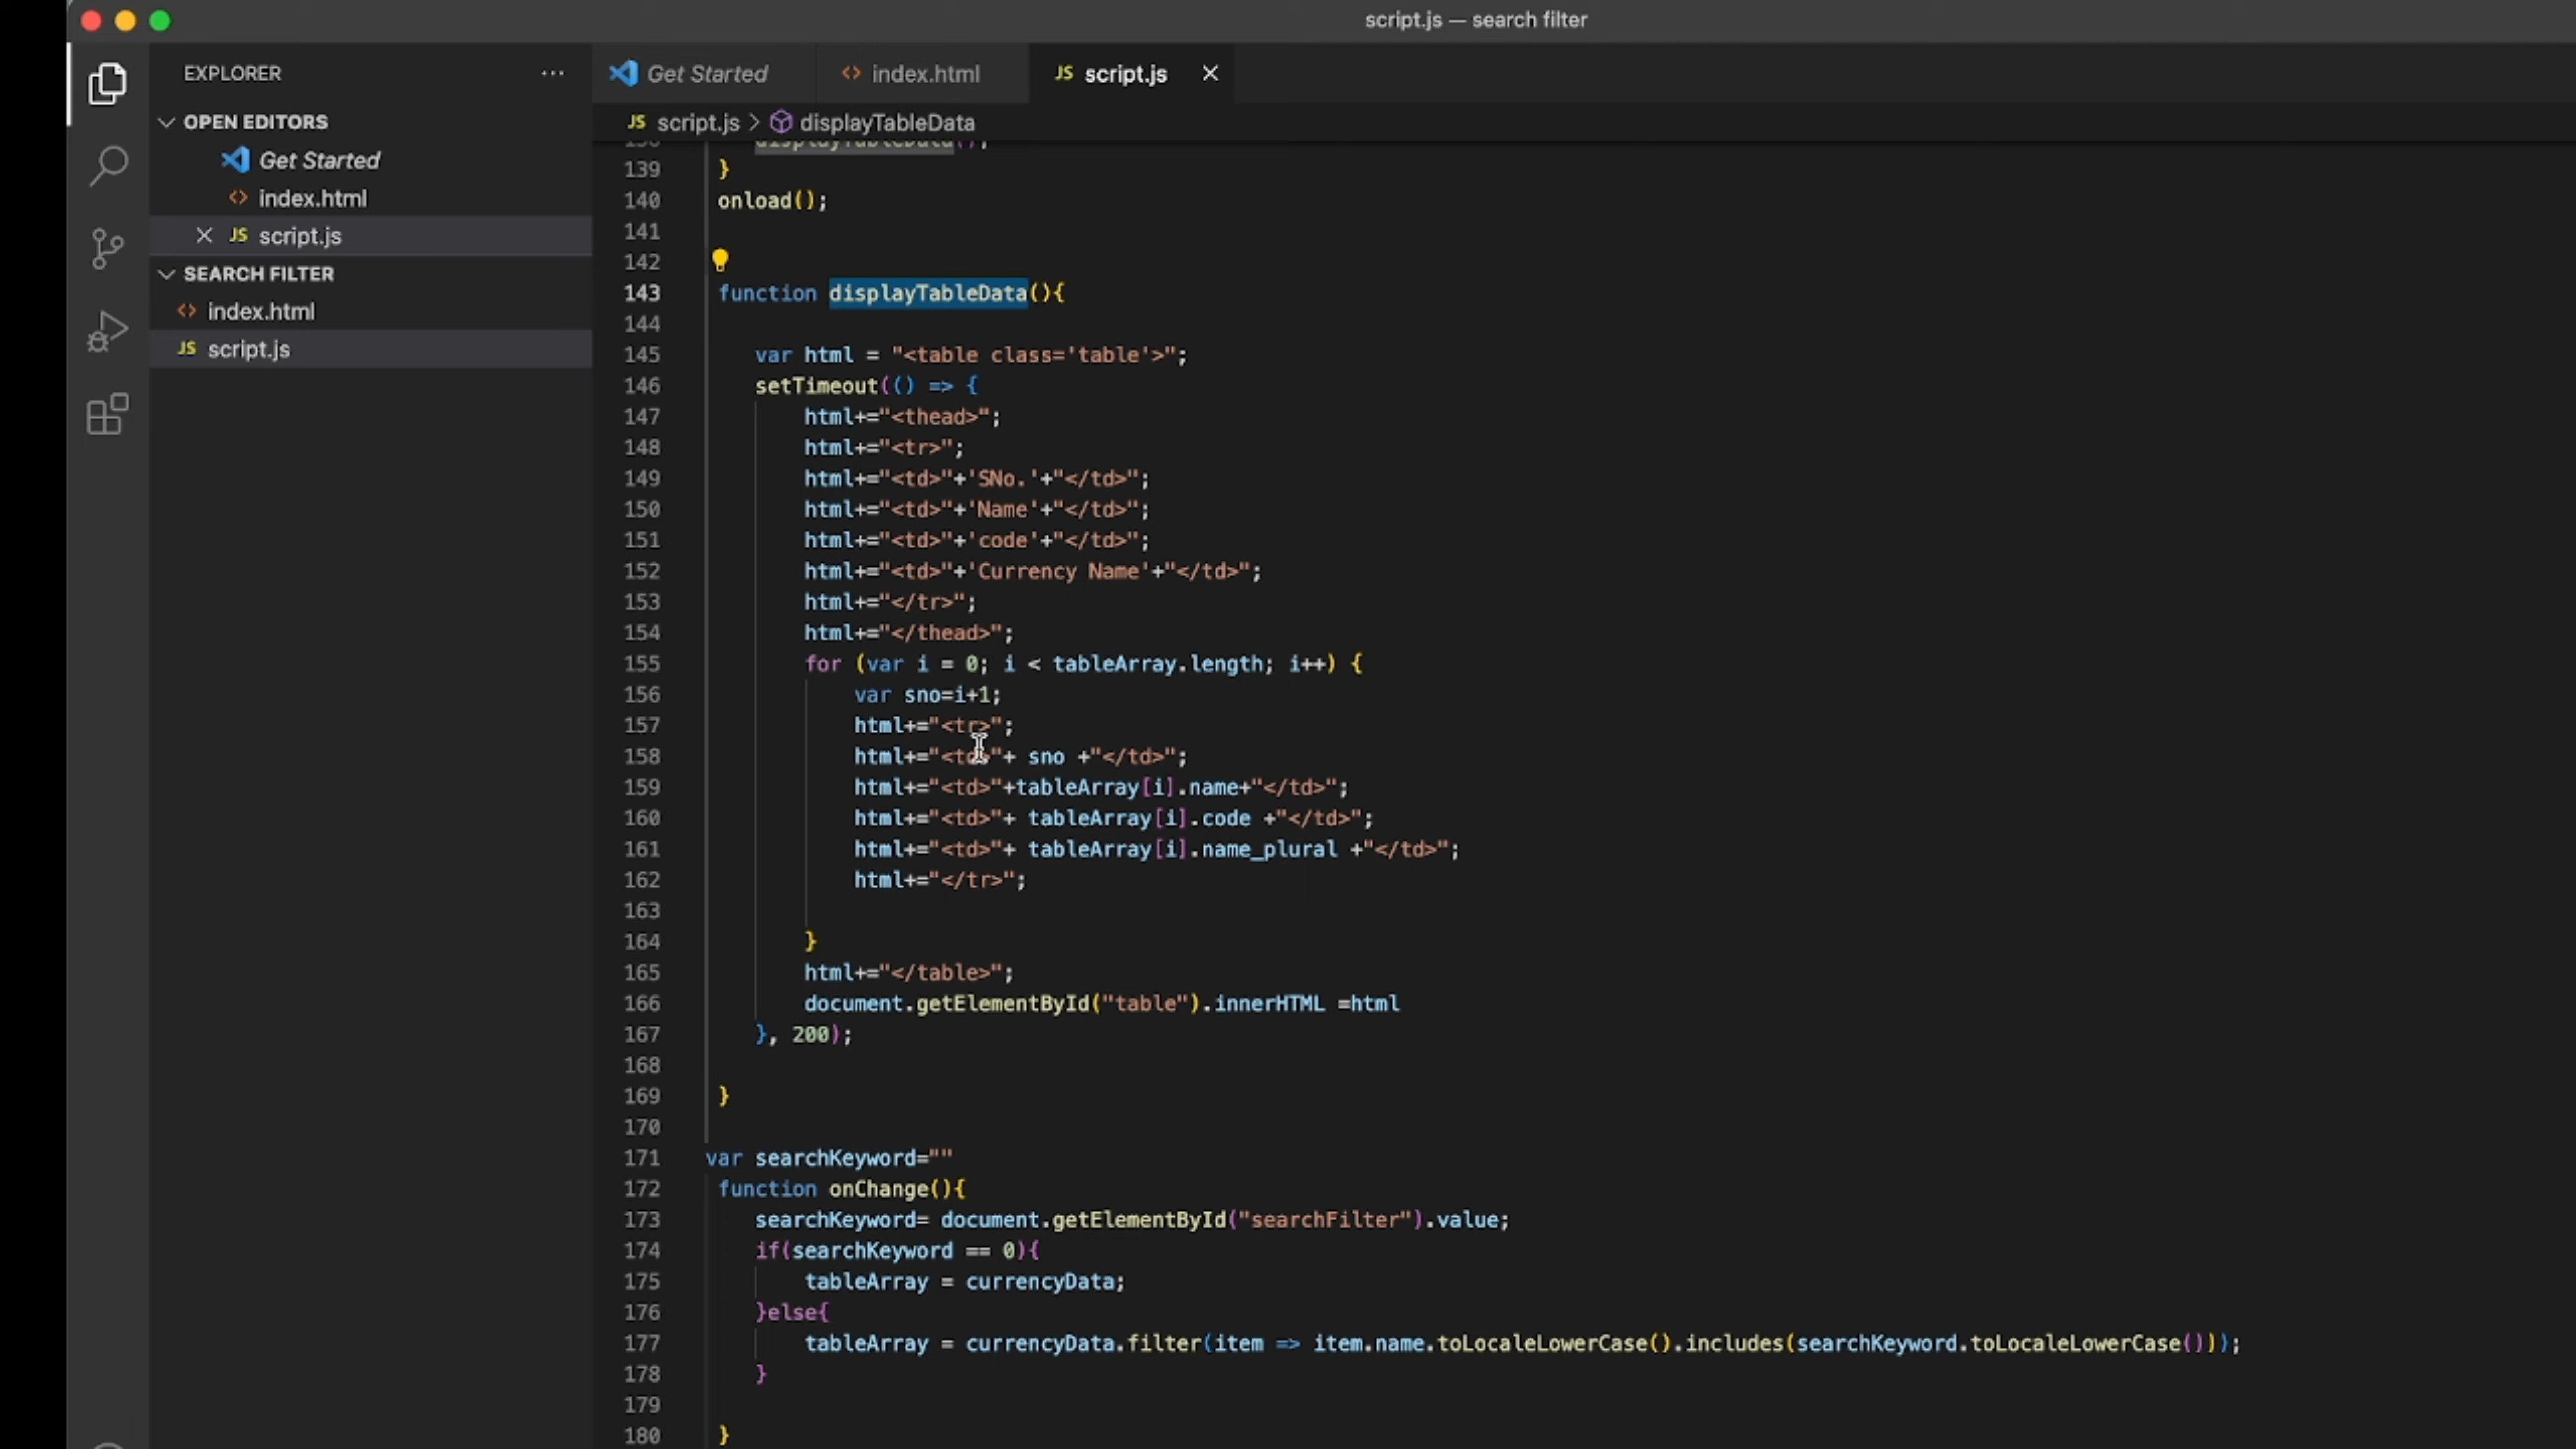 script.js — search filter
EXPLORER
Get Started
index.html
script.js
script.js > displayTableData
OPEN EDITORS
Get Started
index.html
script.js
SEARCH FILTER
index.html
script.js
displayTableData();
139 }
140 onload();
141
142
143 function displayTableData(){
144
145 var html = "<table class='table'>";
146 setTimeout(() => {
147 html+="<thead>";
148 html+="<tr>";
149 html+="<td>"+'SNo.'+"</td>";
150 html+="<td>"+'Name'+"</td>";
151 html+="<td>"+'code'+"</td>";
152 html+="<td>"+'Currency Name'+"</td>";
153 html+="</tr>";
154 html+="</thead>";
155 for (var i = 0; i < tableArray.length; i++) {
156 var sno=i+1;
157 html+="<tr>";
158 html+="<td>"+ sno +"</td>";
159 html+="<td>"+tableArray[i].name+"</td>";
160 html+="<td>"+ tableArray[i].code +"</td>";
161 html+="<td>"+ tableArray[i].name_plural +"</td>";
162 html+="</tr>";
163
164 }
165 html+="</table>";
166 document.getElementById("table").innerHTML =html
167 }, 200);
168
169 }
170
171 var searchKeyword=""
172 function onChange(){
173 searchKeyword= document.getElementById("searchFilter").value;
174 if(searchKeyword == 0){
175 tableArray = currencyData;
176 }else{
177 tableArray = currencyData.filter(item => item.name.toLocaleLowerCase().includes(searchKeyword.toLocaleLowerCase()));
178 }
179
180 }